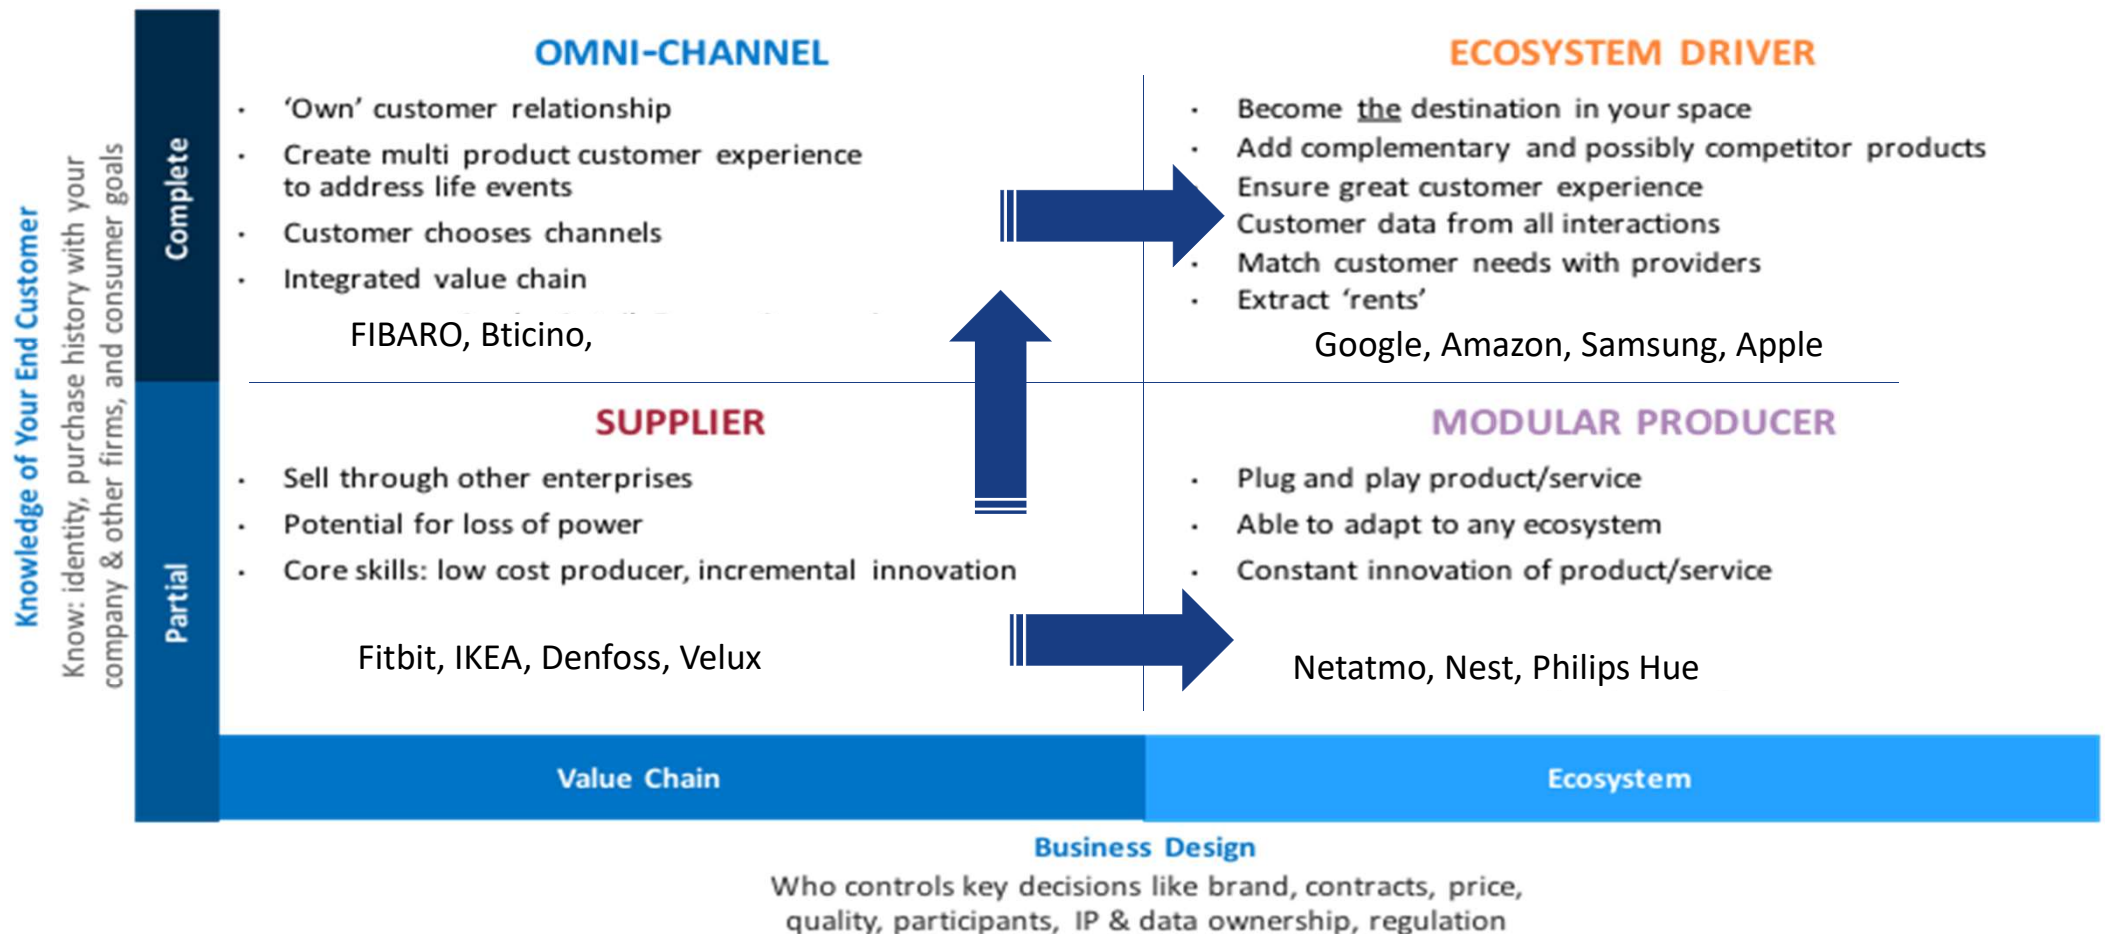 OMNI-CHANNEL
· ‘Own’ customer relationship
· Create multi product customer experience
to address life events
· Customer chooses channels
· Integrated value chain
FIBARO, Bticino,
ECOSYSTEM DRIVER
· Become the destination in your space
· Add complementary and possibly competitor products
Ensure great customer experience
Customer data from all interactions
· Match customer needs with providers
· Extract ‘rents’
Google, Amazon, Samsung, Apple
SUPPLIER
· Sell through other enterprises
· Potential for loss of power
· Core skills: low cost producer, incremental innovation
Fitbit, IKEA, Denfoss, Velux
MODULAR PRODUCER
· Plug and play product/service
· Able to adapt to any ecosystem
· Constant innovation of product/service
Netatmo, Nest, Philips Hue
Knowledge of Your End Customer
Know: identity, purchase history with your
company & other firms, and consumer goals
Complete
Partial
Value Chain
Ecosystem
Business Design
Who controls key decisions like brand, contracts, price,
quality, participants, IP & data ownership, regulation